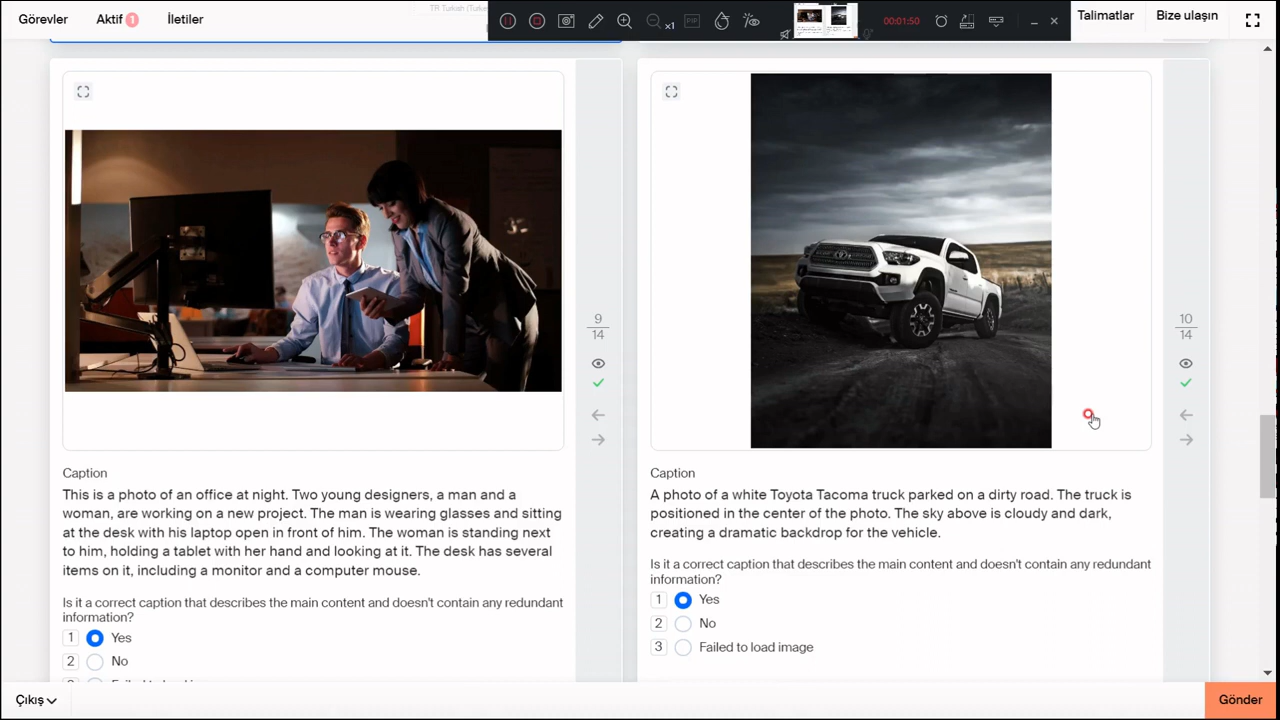 Görevler
Aktif 1
İletiler
x1
PIP
00:01:50
Talimatlar
Bize ulaşın
9
14
Caption
This is a photo of an office at night. Two young designers, a man and a
woman, are working on a new project. The man is wearing glasses and sitting
at the desk with his laptop open in front of him. The woman is standing next
to him, holding a tablet with her hand and looking at it. The desk has several
items on it, including a monitor and a computer mouse.
Is it a correct caption that describes the main content and doesn't contain any redundant
information?
1 Yes
2 No
10
14
Caption
A photo of a white Toyota Tacoma truck parked on a dirty road. The truck is
positioned in the center of the photo. The sky above is cloudy and dark,
creating a dramatic backdrop for the vehicle.
Is it a correct caption that describes the main content and doesn't contain any redundant
information?
1 Yes
2 No
3 Failed to load image
Çıkış
Gönder